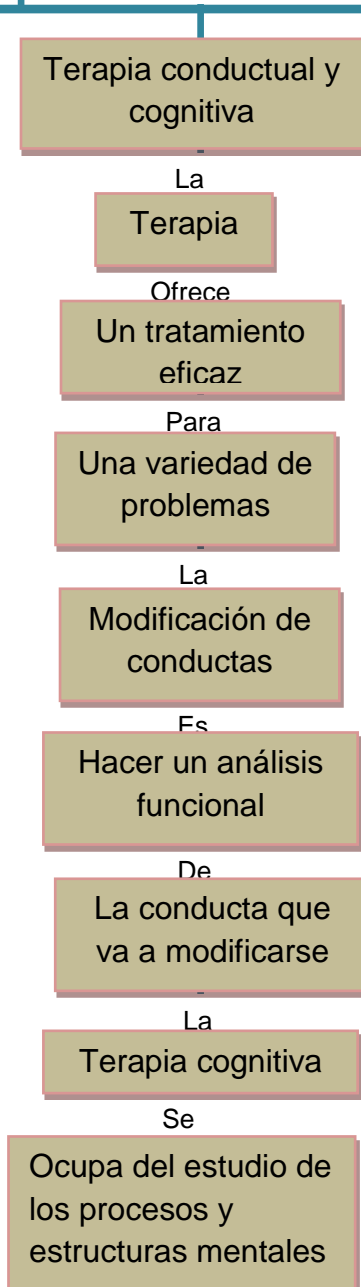 Terapia conductual y
cognitiva
La
Terapia
Ofrece
Un tratamiento
eficaz
Para
Una variedad de
problemas
La
Modificación de
conductas
Es
Hacer un análisis
funcional
De
La conducta que
va a modificarse
La
Terapia cognitiva
Se
Ocupa del estudio de
los procesos y
estructuras mentales